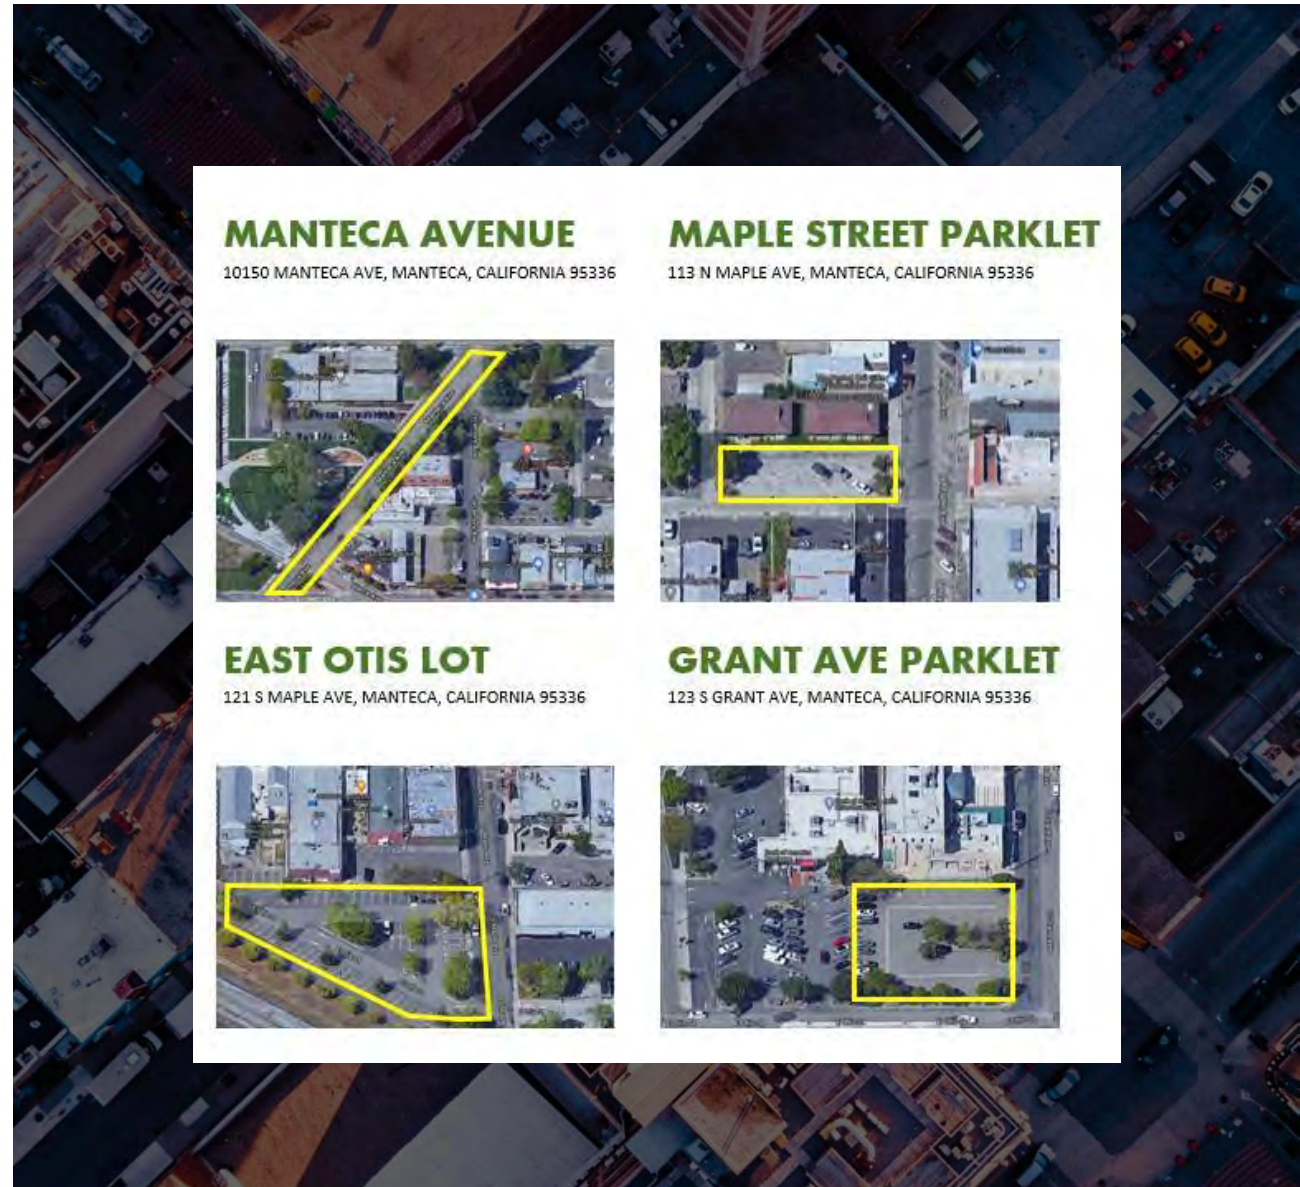 MANTECA AVENUE
10150 MANTECA AVE, MANTECA, CALIFORNIA 95336
MAPLE STREET PARKLET
113 N MAPLE AVE, MANTECA, CALIFORNIA 95336
EAST OTIS LOT
121 S MAPLE AVE, MANTECA, CALIFORNIA 95336
GRANT AVE PARKLET
123 S GRANT AVE, MANTECA, CALIFORNIA 95336